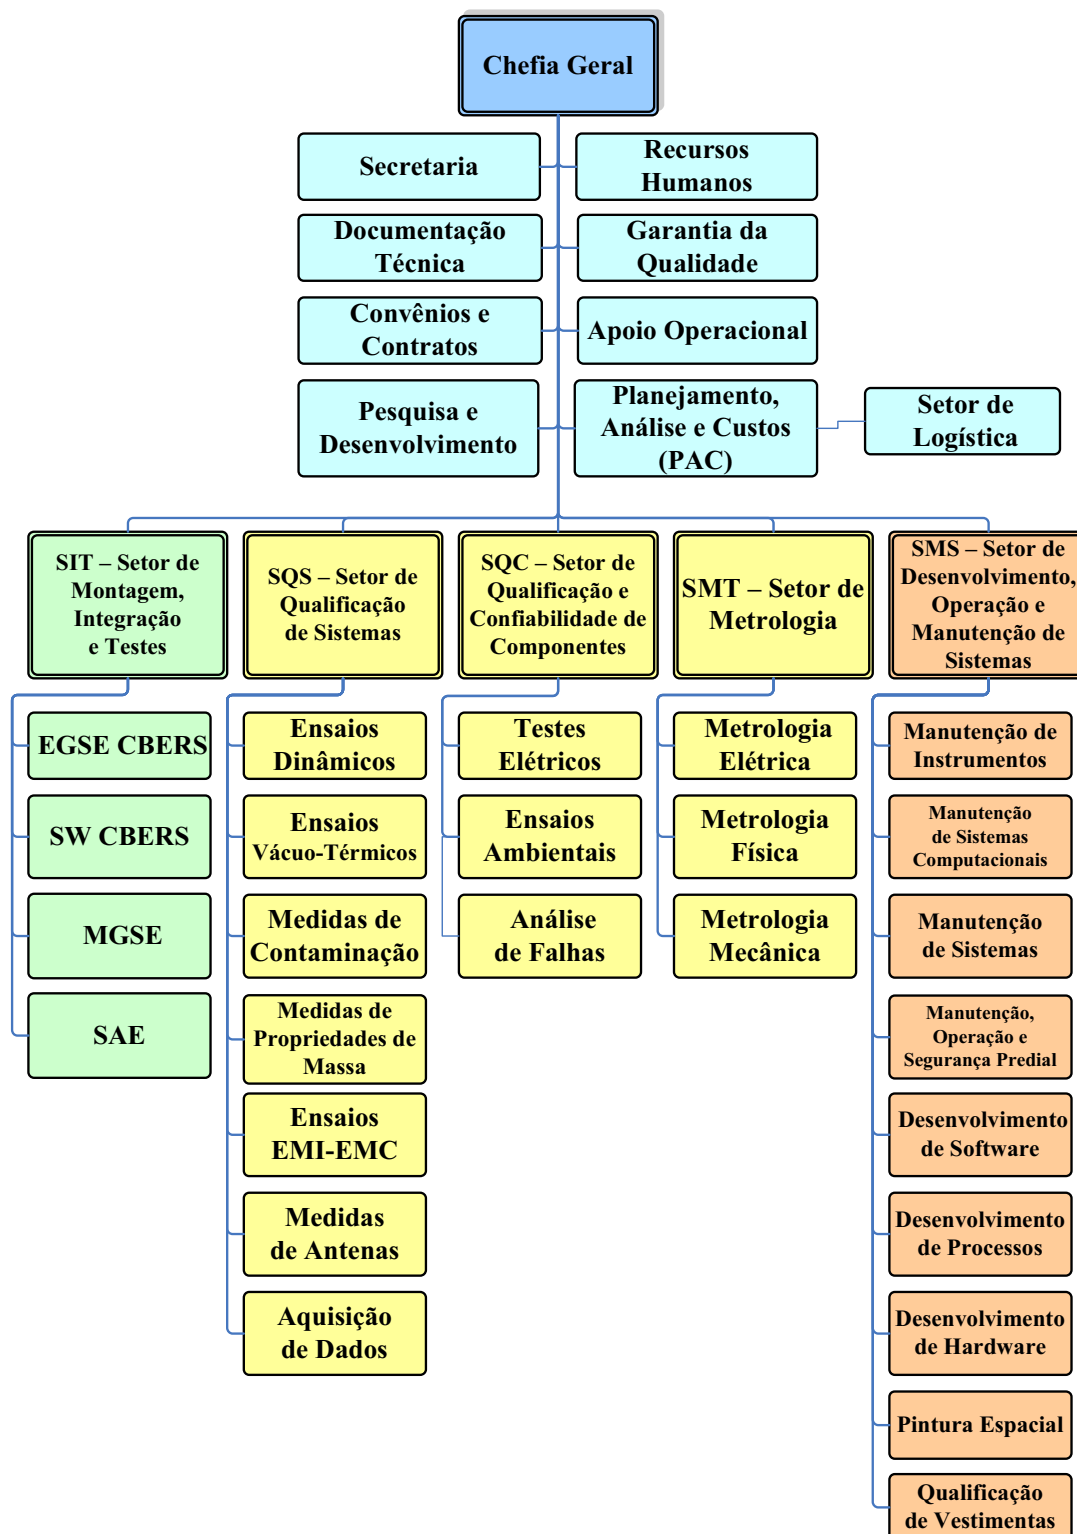 Chefia Geral
Secretaria
Recursos
Humanos
Documentação
Técnica
Garantia da
Qualidade
Convênios e
Contratos
Apoio Operacional
Pesquisa e
Desenvolvimento
Planejamento,
Análise e Custos
(PAC)
Setor de
Logística
SIT – Setor de
Montagem,
Integração
e Testes
SQS – Setor de
Qualificação
de Sistemas
SQC – Setor de
Qualificação e
Confiabilidade de
Componentes
SMT – Setor de
Metrologia
SMS – Setor de
Desenvolvimento,
Operação e
Manutenção de
Sistemas
EGSE CBERS
SW CBERS
MGSE
SAE
Ensaios
Dinâmicos
Ensaios
Vácuo-Térmicos
Medidas de
Contaminação
Medidas de
Propriedades de
Massa
Ensaios
EMI-EMC
Medidas
de Antenas
Aquisição
de Dados
Testes
Elétricos
Ensaios
Ambientais
Análise
de Falhas
Metrologia
Elétrica
Metrologia
Física
Metrologia
Mecânica
Manutenção de
Instrumentos
Manutenção
de Sistemas
Computacionais
Manutenção
de Sistemas
Manutenção,
Operação e
Segurança Predial
Desenvolvimento
de Software
Desenvolvimento
de Processos
Desenvolvimento
de Hardware
Pintura Espacial
Qualificação
de Vestimentas